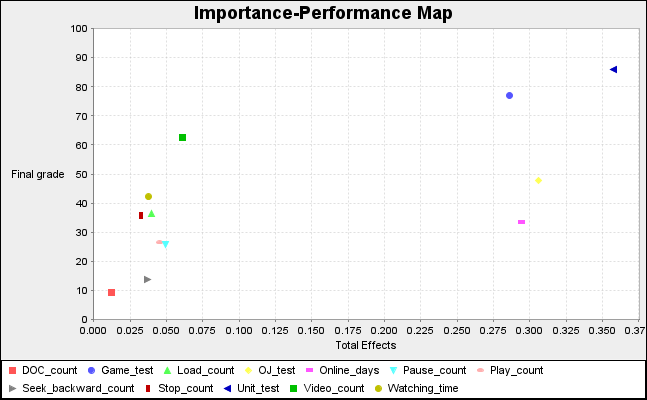 Importance-Performance Map
100
90
80
70
60
50
40
30
20
10
0
Final grade
0.000 0.025 0.050 0.075 0.100 0.125 0.150 0.175 0.200 0.225 0.250 0.275 0.300 0.325 0.350 0.37
Total Effects
DOC_count Game_test Load_count OJ_test Online_days Pause_count Play_count
Seek_backward_count Stop_count Unit_test Video_count Watching_time